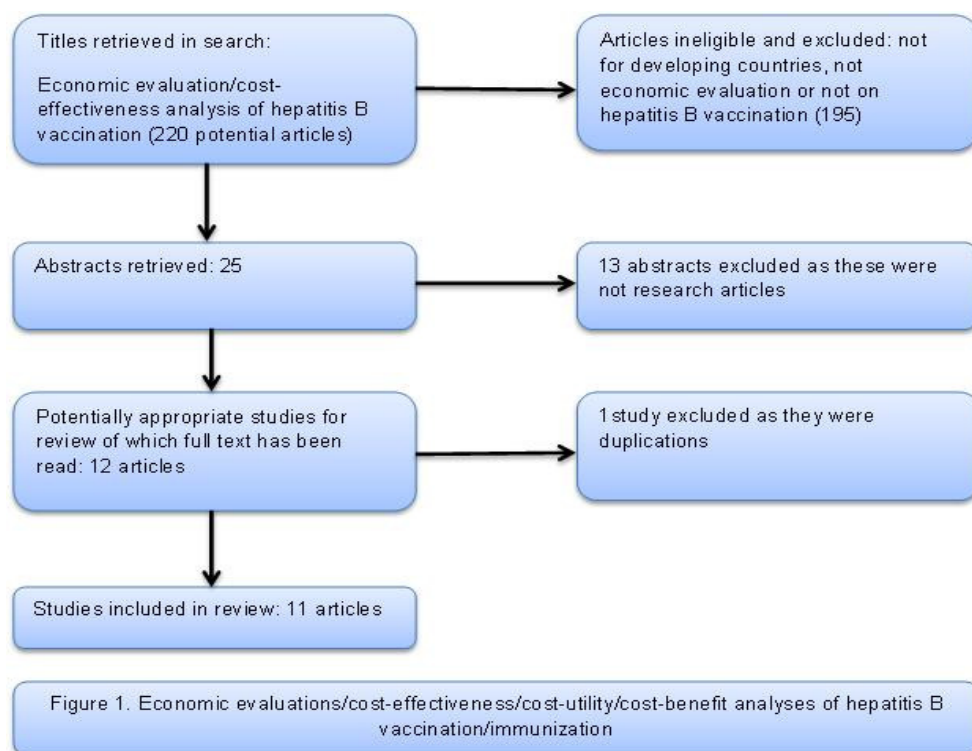 Titles retrieved in search:
Economic evaluation/cost-
effectiveness analysis of hepatitis B
vaccination (220 potential articles)
Articles ineligible and excluded: not
for developing countries, not
economic evaluation or not on
hepatitis B vaccination (195)
Abstracts retrieved: 25
13 abstracts excluded as these were
not research articles
Potentially appropriate studies for
review of which full text has been
read: 12 articles
1study excluded as they were
duplications
Studies included in review: 11 articles
Figure 1. Economic evaluations/cost-effectiveness/cost-utility/cost-benefit analyses of hepatitis B
vaccination/immunization